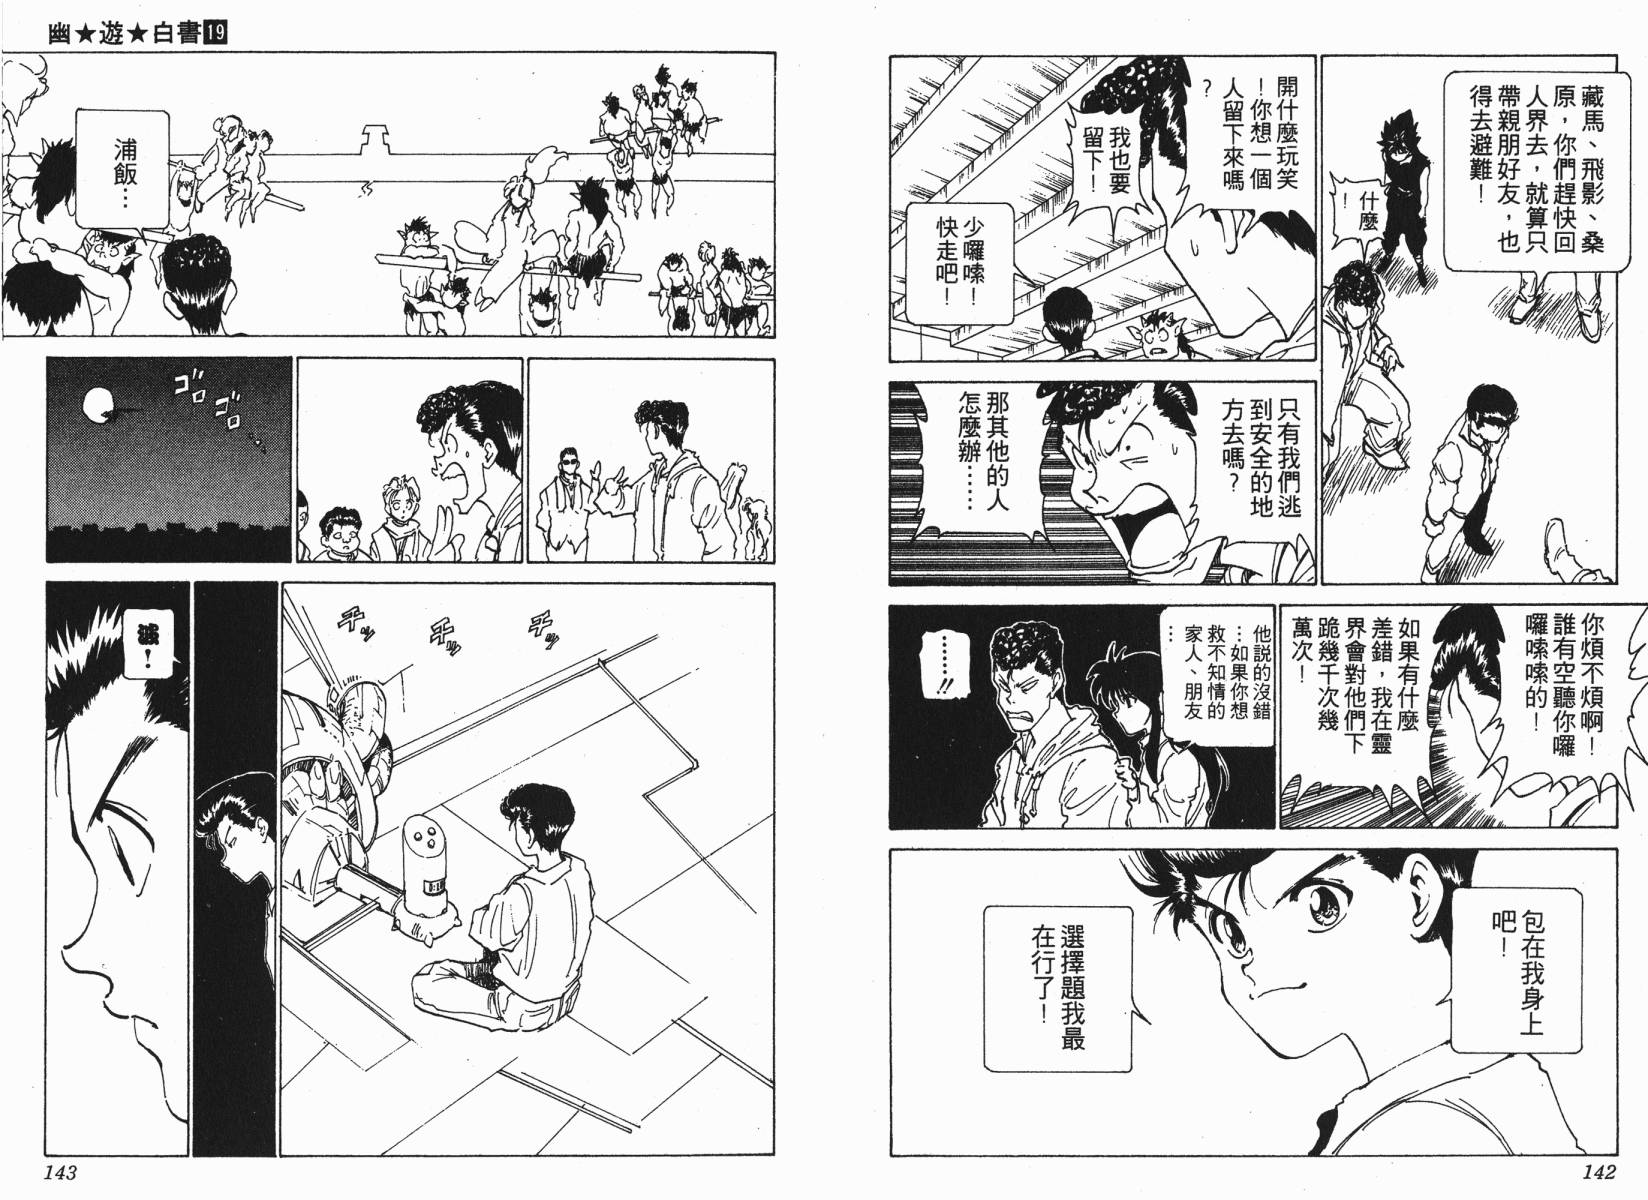 藏馬、飛影、桑
原，你們趕快回
人界去，就算只
帶親朋好友，也
得去避難！
什麼
！
開什麼玩笑
！你想一個
人留下來嗎
？
我也要
留下！
少囉嗦！
快走吧！
只有我們逃
到安全的地
方去嗎？
那其他的人
怎麼辦……
你煩不煩啊！
誰有空聽你囉
囉嗦嗦的！
如果有什麼
差錯，我在靈
界會對他們下
跪幾千次幾
萬次！
他說的沒錯
…如果你想
救不知情的
家人、朋友
…
………!!
包在我身上
吧！
選擇題我最
在行了！
142
幽★遊★白書19
浦飯…
ゴロ
ゴロ
チッ
チッ
チッ
143